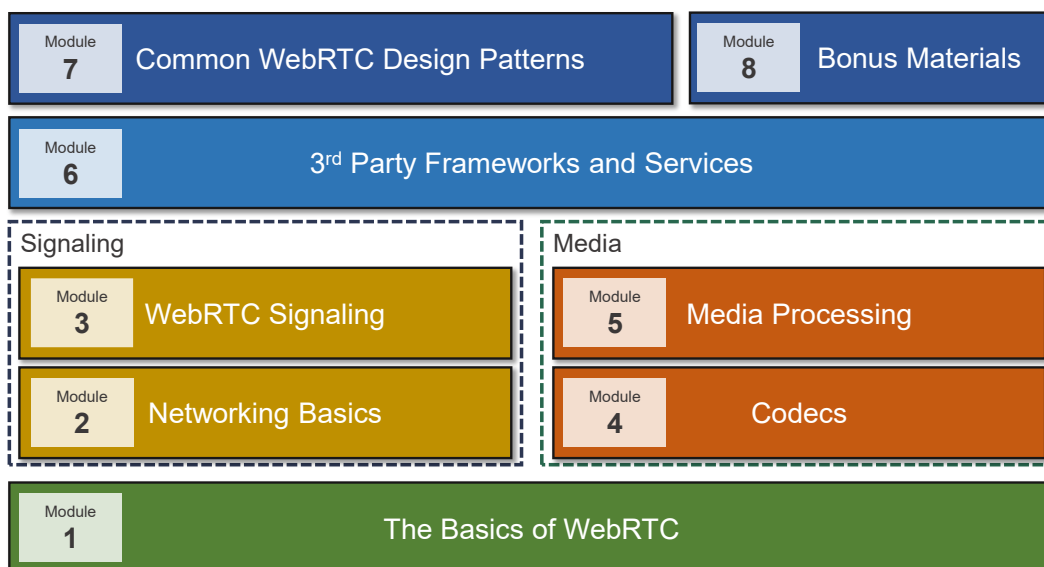 Module
7
Common WebRTC Design Patterns
Module
8
Bonus Materials
Module
6
3rd Party Frameworks and Services
Signaling
Module
3
WebRTC Signaling
Module
2
Networking Basics
Media
Module
5
Media Processing
Module
4
Codecs
Module
1
The Basics of WebRTC